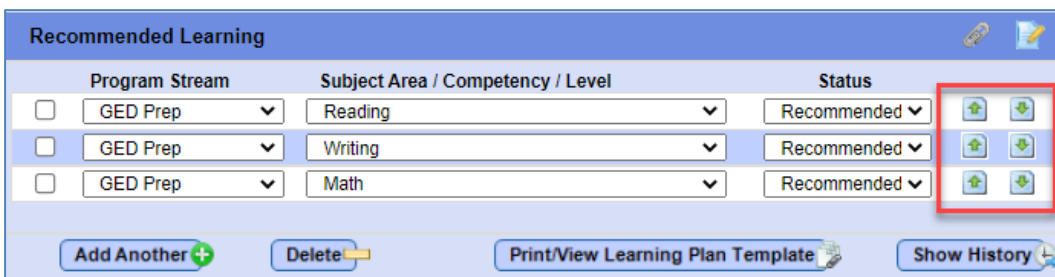 Recommended Learning
Program Stream Subject Area / Competency / Level Status
GED Prep Reading Recommended
GED Prep Writing Recommended
GED Prep Math Recommended
Add Another Delete Print/View Learning Plan Template Show History